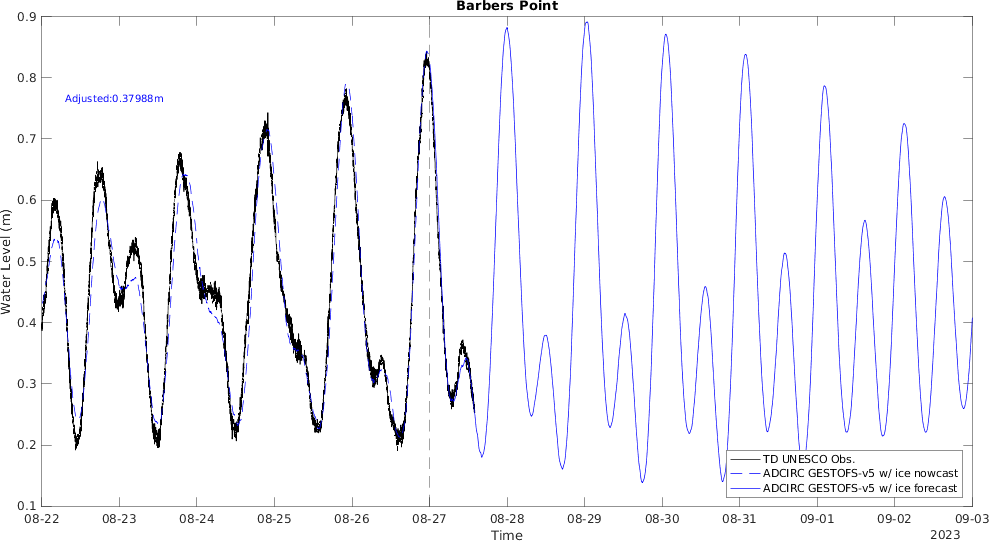 Barbers Point
0.9
0.8
0.7
0.6
0.5
0.4
0.3
0.2
0.1
Water Level (m)
Adjusted:0.37988m
TD UNESCO Obs.
ADCIRC GESTOFS-v5 w/ ice nowcast
ADCIRC GESTOFS-v5 w/ ice forecast
08-22 08-23 08-24 08-25 08-26 08-27 08-28 08-29 08-30 08-31 09-01 09-02 09-03
Time
2023